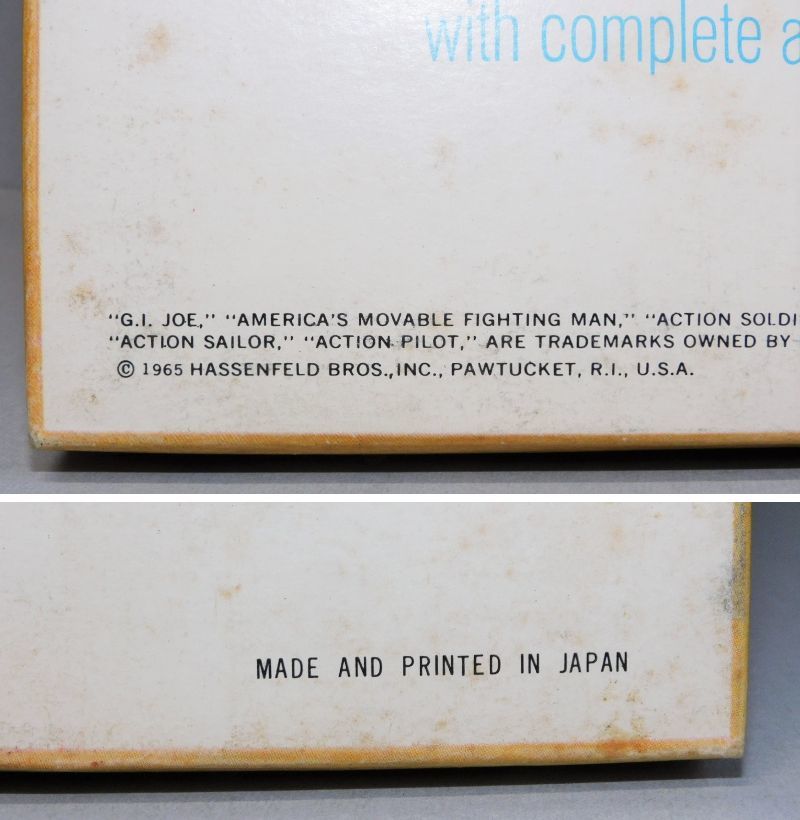 with complete
"G.I. JOE," "AMERICA'S MOVABLE FIGHTING MAN," "ACTION
"ACTION SAILOR," "ACTION PILOT," ARE TRADEMARKS OWNED BY
© 1965 HASSENFELD BROS., INC., PAWTUCKET, R.I., U.S.A.
MADE AND PRINTED IN JAPAN